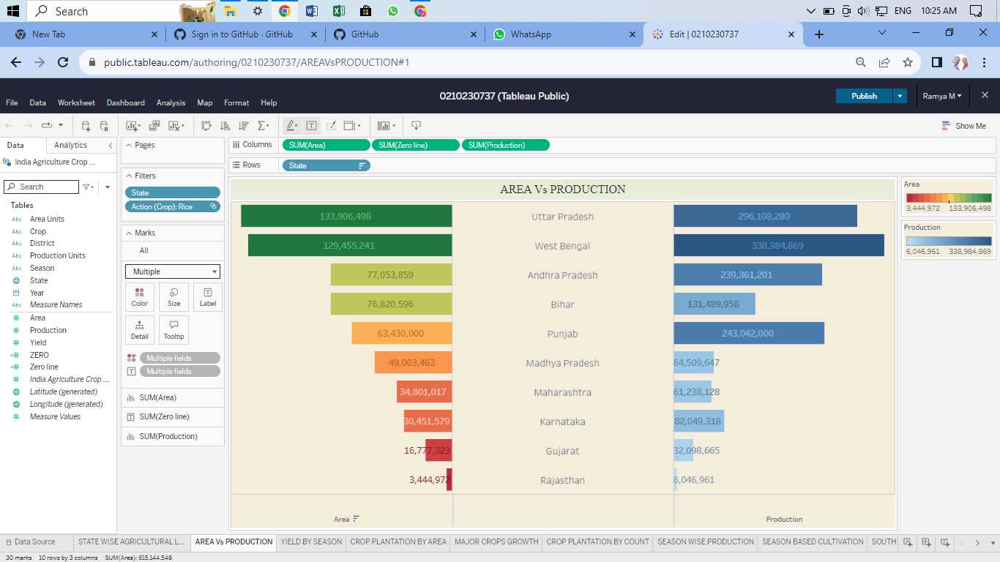 Search
ENG 10:25 AM
New Tab
Sign in to GitHub · GitHub
GitHub
WhatsApp
Edit | 0210230737
public.tableau.com/authoring/0210230737/AREAVsPRODUCTION#1
0210230737 (Tableau Public)
Publish
Ramya M
File Data Worksheet Dashboard Analysis Map Format Help
Show Me
Data Analytics
India Agriculture Crop ...
Search
Tables
Abc Area Units
Abc Crop
Abc District
Abc Production Units
Abc Season
State
Year
Abc Measure Names
Area
Production
Yield
ZERO
Zero line
India Agriculture Crop ...
Latitude (generated)
Longitude (generated)
Measure Values
Pages
Filters
State
Action (Crop): Rice
Marks
All
Multiple
Color Size Label
Detail Tooltip
Multiple fields
Multiple fields
SUM(Area)
SUM(Zero line)
SUM(Production)
Columns SUM(Area) SUM(Zero line) SUM(Production)
Rows State
AREA Vs PRODUCTION
133,906,498 Uttar Pradesh 296,108,280
129,455,241 West Bengal 338,984,869
77,053,859 Andhra Pradesh 239,361,201
76,820,596 Bihar 131,489,958
63,430,000 Punjab 243,042,000
49,003,463 Madhya Pradesh 64,509,647
34,801,017 Maharashtra 61,238,128
30,451,579 Karnataka 82,049,318
16,777,323 Gujarat 32,098,665
3,444,972 Rajasthan 6,046,961
Area Production
Area
3,444,972 133,906,498
Production
6,046,961 338,984,869
Data Source STATE WISE AGRICULTURAL L... AREA Vs PRODUCTION YIELD BY SEASON CROP PLANTATION BY AREA MAJOR CROPS GROWTH CROP PLANTATION BY COUNT SEASON WISE PRODUCTION SEASON BASED CULTIVATION SOUTH
30 marks 10 rows by 3 columns SUM(Area): 615,144,548